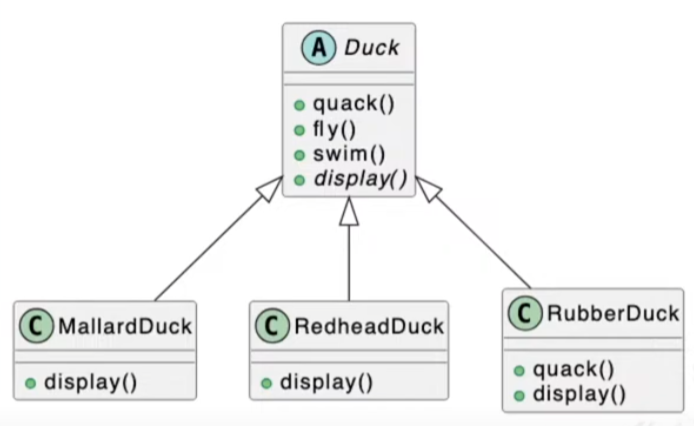 A Duck
quack()
fly()
swim()
display()
C MallardDuck
display()
C RedheadDuck
display()
C RubberDuck
quack()
display()